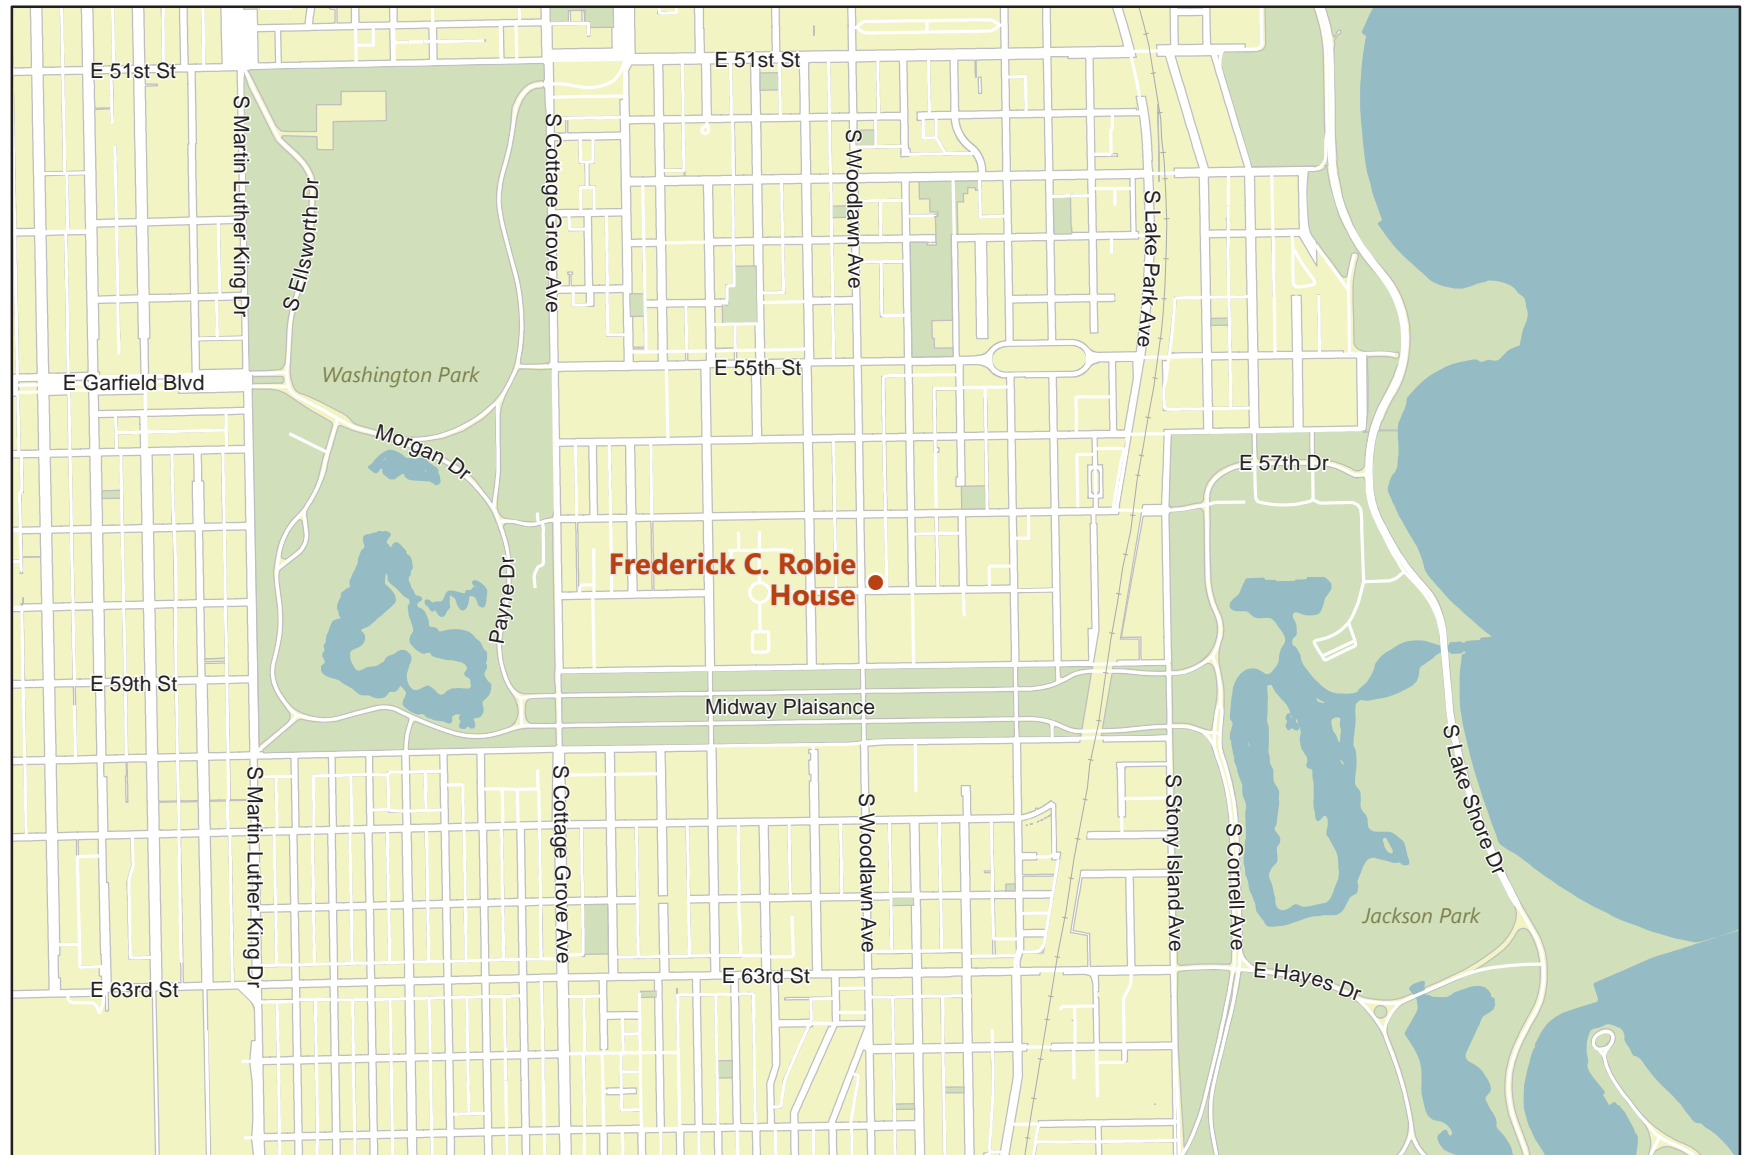 E 51st St
E 51st St
S Martin Luther King Dr
S Ellsworth Dr
S Cottage Grove Ave
S Woodlawn Ave
S Lake Park Ave
Washington Park
E Garfield Blvd
E 55th St
Morgan Dr
E 57th Dr
Payne Dr
Frederick C. Robie
House
E 59th St
Midway Plaisance
S Martin Luther King Dr
S Cottage Grove Ave
S Woodlawn Ave
S Stony Island Ave
S Cornell Ave
S Lake Shore Dr
Jackson Park
E 63rd St
E 63rd St
E Hayes Dr